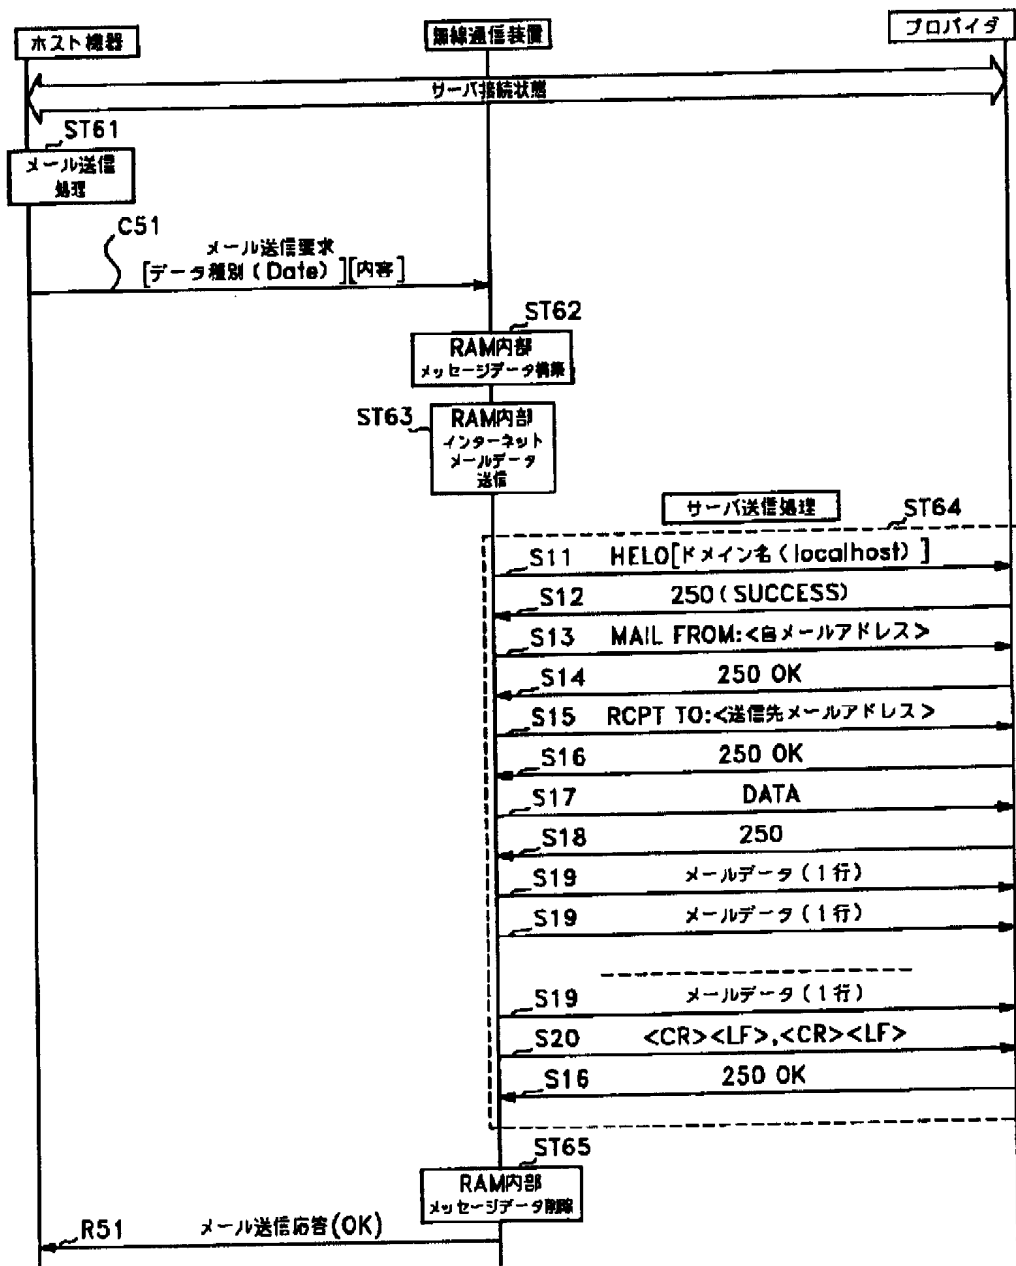 ホスト機器
無線通信装置
プロバイダ
サーバ接続状態
ST61
メール送信
処理
C51
メール送信要求
[データ種別(Date)][内容]
ST62
RAM内部
メッセージデータ構築
ST63
RAM内部
インターネット
メールデータ
送信
サーバ送信処理
ST64
S11 HELO[ドメイン名(localhost)]
S12 250(SUCCESS)
S13 MAIL FROM:<自メールアドレス>
S14 250 OK
S15 RCPT TO:<送信先メールアドレス>
S16 250 OK
S17 DATA
S18 250
S19 メールデータ(1行)
S19 メールデータ(1行)
S19 メールデータ(1行)
S20 <CR><LF>,<CR><LF>
S16 250 OK
ST65
RAM内部
メッセージデータ削除
R51 メール送信応答(OK)